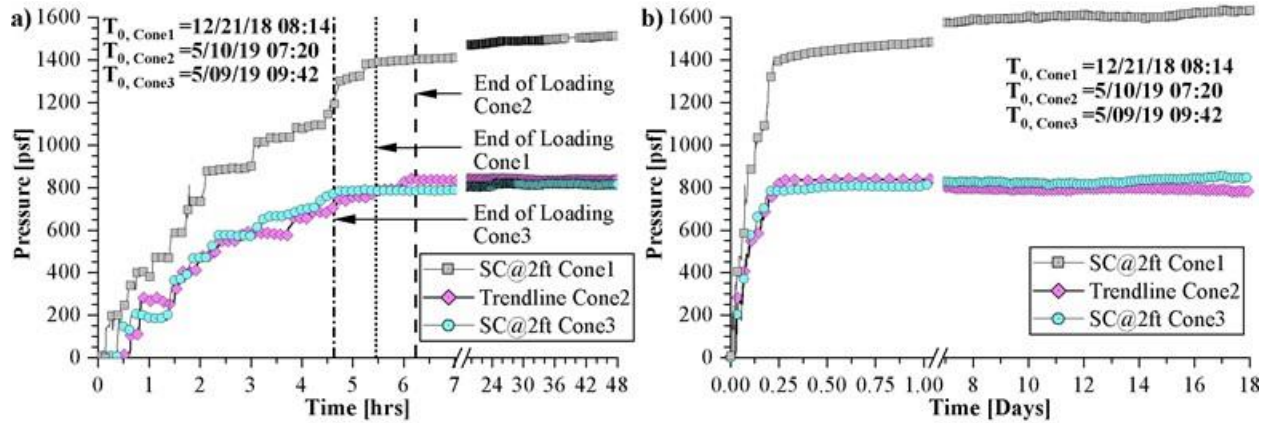 a)
T0, Cone1 =12/21/18 08:14
T0, Cone2 =5/10/19 07:20
T0, Cone3 =5/09/19 09:42
1600
1400
1200
1000
800
600
400
200
0
Pressure [psf]
End of Loading
Cone2
End of Loading
Cone1
End of Loading
Cone3
SC@2ft Cone1
Trendline Cone2
SC@2ft Cone3
0 1 2 3 4 5 6 7 24 30 36 42 48
Time [hrs]
b)
1600
1400
1200
1000
800
600
400
200
0
Pressure [psf]
T0, Cone1 =12/21/18 08:14
T0, Cone2 =5/10/19 07:20
T0, Cone3 =5/09/19 09:42
SC@2ft Cone1
Trendline Cone2
SC@2ft Cone3
0.00 0.25 0.50 0.75 1.00 8 10 12 14 16 18
Time [Days]